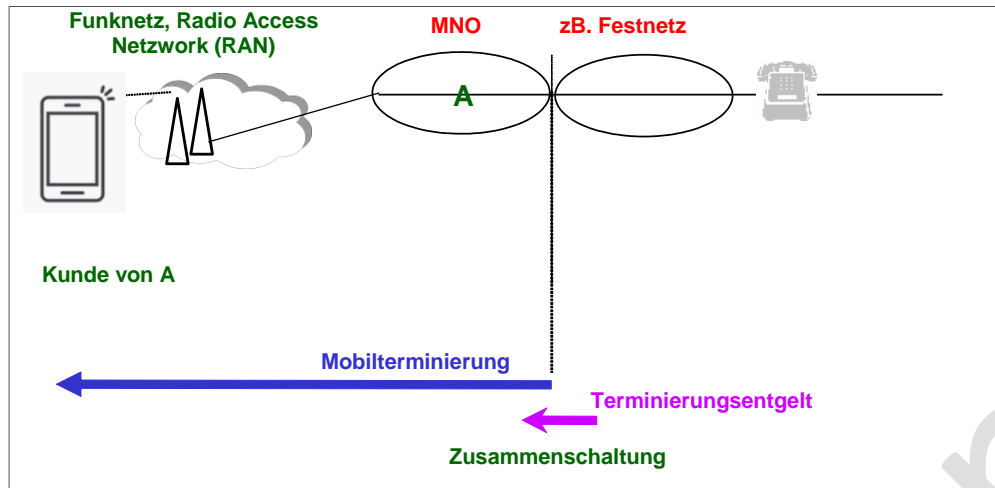 Funknetz, Radio Access
Netzwork (RAN)
MNO
zB. Festnetz
A
Kunde von A
Mobilterminierung
Terminierungsentgelt
Zusammenschaltung